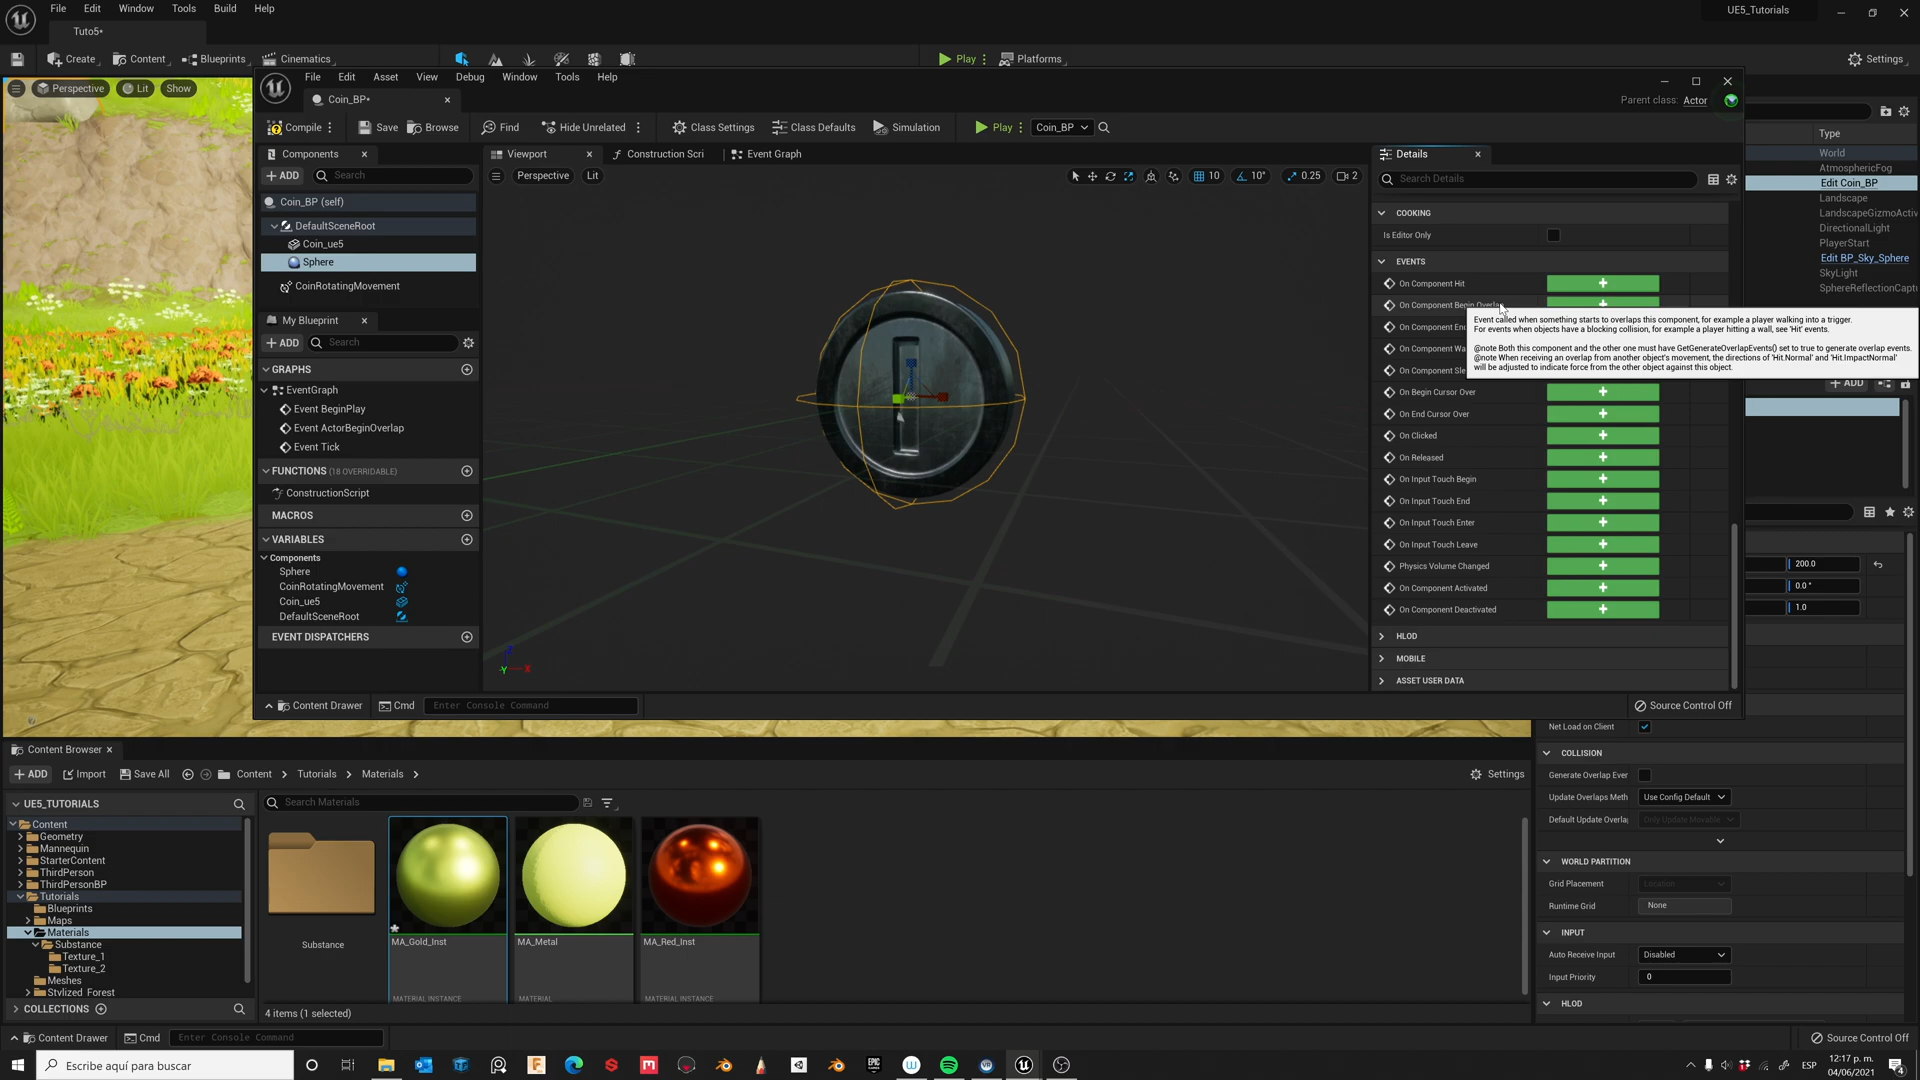 File Edit Window Tools Build Help
UE5_Tutorials
Tuto5*
Create Content Blueprints Cinematics Play Platforms Settings
Perspective Lit Show
File Edit Asset View Debug Window Tools Help
Coin_BP*
Parent class: Actor
Compile Save Browse Find Hide Unrelated Class Settings Class Defaults Simulation Play Coin_BP
Components
ADD Search
Coin_BP (self)
DefaultSceneRoot
Coin_ue5
Sphere
CoinRotatingMovement
My Blueprint
ADD Search
GRAPHS
EventGraph
Event BeginPlay
Event ActorBeginOverlap
Event Tick
FUNCTIONS (18 OVERRIDABLE)
ConstructionScript
MACROS
VARIABLES
Components
Sphere
CoinRotatingMovement
Coin_ue5
DefaultSceneRoot
EVENT DISPATCHERS
Viewport Construction Scri Event Graph
Perspective Lit 10 10° 0.25 2
Z
-Y X
Details
Search Details
COOKING
Is Editor Only
EVENTS
On Component Hit
On Component Begin Overlap
On Component En
On Component Wa
On Component Sle
Event called when something starts to overlaps this component, for example a player walking into a trigger.
For events when objects have a blocking collision, for example a player hitting a wall, see 'Hit' events.
@note Both this component and the other one must have GetGenerateOverlapEvents() set to true to generate overlap events.
@note When receiving an overlap from another object's movement, the directions of 'Hit.Normal' and 'Hit.ImpactNormal'
will be adjusted to indicate force from the other object against this object.
On Begin Cursor Over
On End Cursor Over
On Clicked
On Released
On Input Touch Begin
On Input Touch End
On Input Touch Enter
On Input Touch Leave
Physics Volume Changed
On Component Activated
On Component Deactivated
HLOD
MOBILE
ASSET USER DATA
Content Drawer Cmd Enter Console Command Source Control Off
Type
World
AtmosphericFog
Edit Coin_BP
Landscape
LandscapeGizmoActiv
DirectionalLight
PlayerStart
Edit BP_Sky_Sphere
SkyLight
SphereReflectionCaptu
ADD
200.0
0.0 °
1.0
Net Load on Client
COLLISION
Generate Overlap Ever
Update Overlaps Meth Use Config Default
Default Update Overla Only Update Movable
WORLD PARTITION
Grid Placement Location
Runtime Grid None
INPUT
Auto Receive Input Disabled
Input Priority 0
HLOD
Content Browser
ADD Import Save All Content Tutorials Materials Settings
UE5_TUTORIALS
Content
Geometry
Mannequin
StarterContent
ThirdPerson
ThirdPersonBP
Tutorials
Blueprints
Maps
Materials
Substance
Texture_1
Texture_2
Meshes
Stylized_Forest
COLLECTIONS
Search Materials
Substance
MA_Gold_Inst
MATERIAL INSTANCE
MA_Metal
MATERIAL
MA_Red_Inst
MATERIAL INSTANCE
4 items (1 selected)
Content Drawer Cmd Enter Console Command Source Control Off
Escribe aquí para buscar
ESP
12:17 p. m.
04/06/2021
4